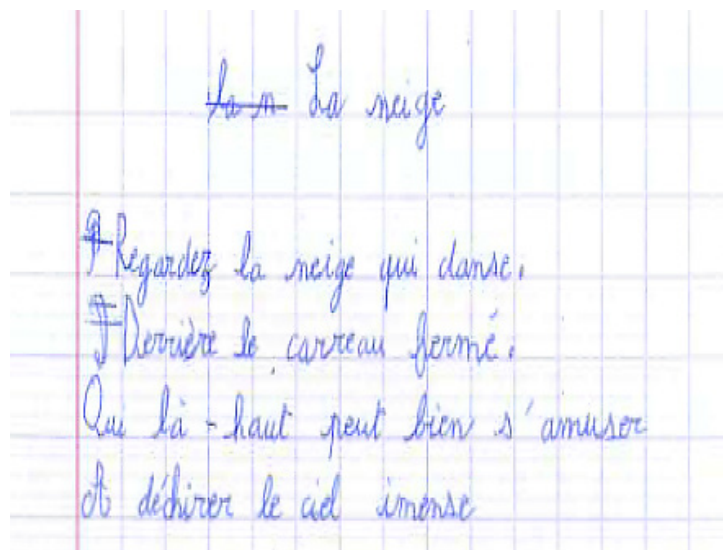 La n La neige
Regardez la neige qui danse.
Derrière le carreau fermé.
Qui là-haut peut bien s'amuser
A déchirer le ciel imense